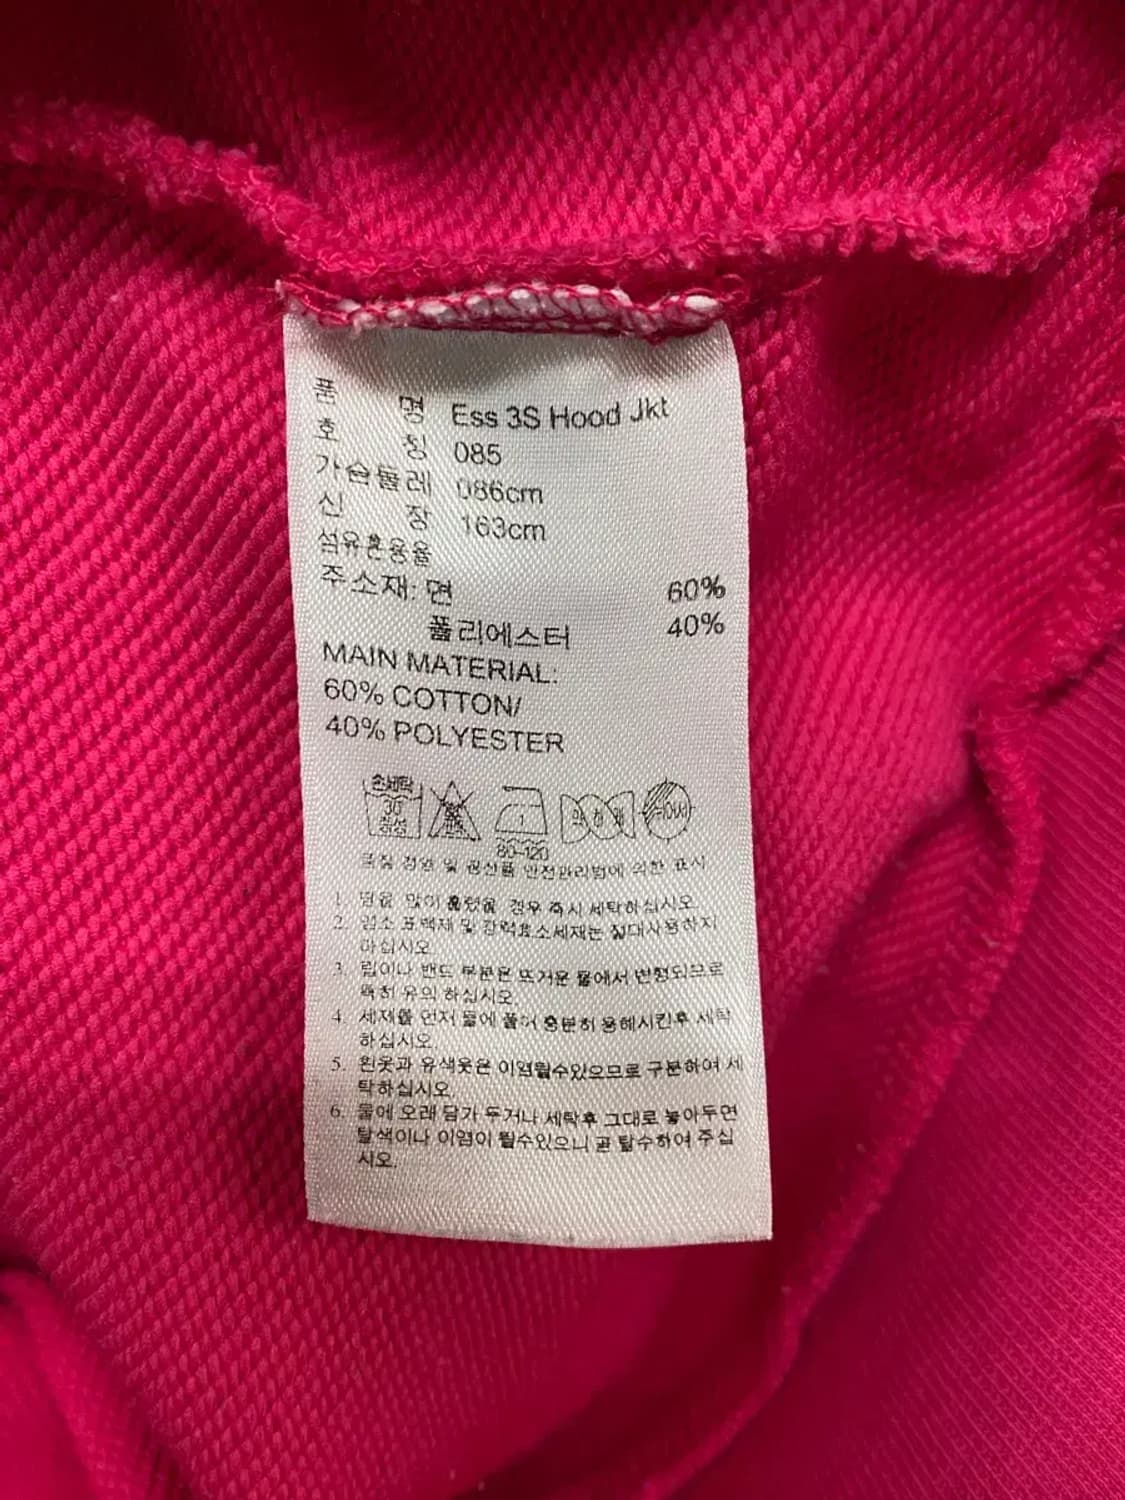 품 명 Ess 3S Hood Jkt
호 칭 085
가슴둘레 086cm
신 장 163cm
섬유혼용율
주소재: 면 60%
폴리에스터 40%
MAIN MATERIAL:
60% COTTON/
40% POLYESTER
손세탁
30
중성
1
80~120
품질 경영 및 공산품 안전관리법에 의한 표시
1. 땀을 많이 흘렸을 경우 즉시 세탁하십시오
2. 염소 표백제 및 강력효소세제는 절대사용하지
마십시오
3. 립이나 밴드 부분은 뜨거운 물에서 변형되므로
특히 유의 하십시오
4. 세제를 먼저 물에 풀어 충분히 용해시킨후 세탁
하십시오.
5. 흰옷과 유색옷은 이염될수있으므로 구분하여 세
탁하십시오.
6. 물에 오래 담가 두거나 세탁후 그대로 놓아두면
탈색이나 이염이 될수있으니 곧 탈수하여 주십
시오.